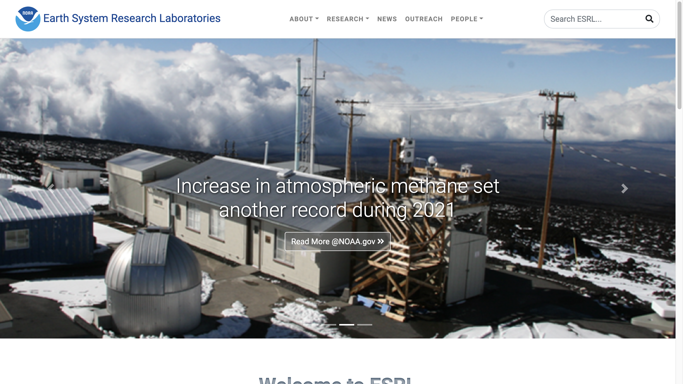 NOAA
Earth System Research Laboratories
ABOUT
RESEARCH
NEWS
OUTREACH
PEOPLE
Search ESRL...
Increase in atmospheric methane set
another record during 2021
Read More @NOAA.gov
Welcome to ESRL